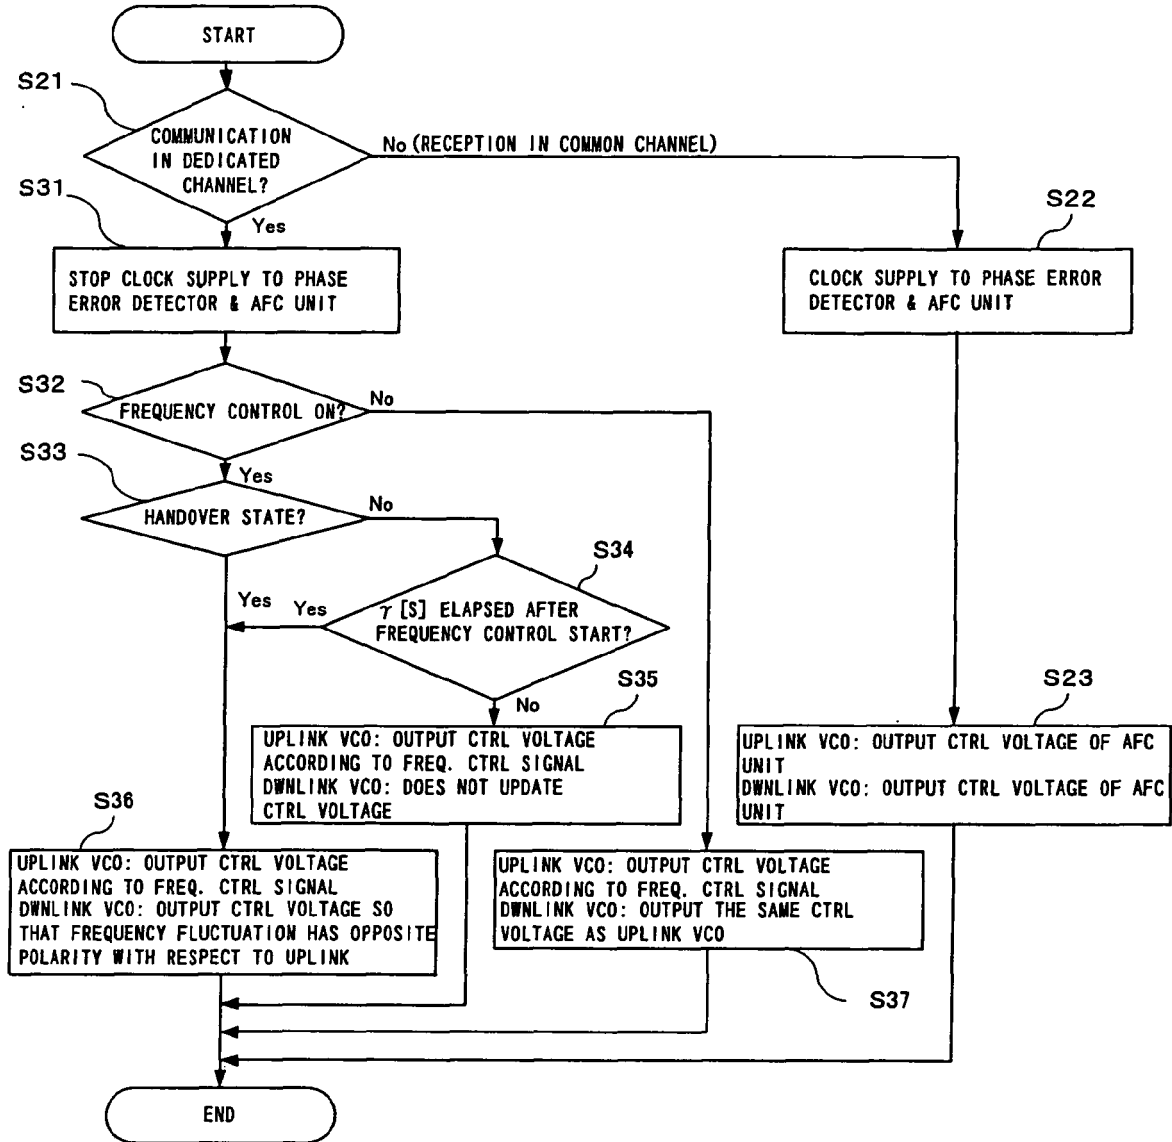 START
S21
COMMUNICATION
IN DEDICATED
CHANNEL?
No (RECEPTION IN COMMON CHANNEL)
S31
Yes
S22
STOP CLOCK SUPPLY TO PHASE
ERROR DETECTOR & AFC UNIT
CLOCK SUPPLY TO PHASE ERROR
DETECTOR & AFC UNIT
S32
FREQUENCY CONTROL ON?
No
S33
Yes
HANDOVER STATE?
No
S34
Yes
Yes
τ [S] ELAPSED AFTER
FREQUENCY CONTROL START?
No
S35
UPLINK VCO: OUTPUT CTRL VOLTAGE
ACCORDING TO FREQ. CTRL SIGNAL
DWNLINK VCO: DOES NOT UPDATE
CTRL VOLTAGE
S23
UPLINK VCO: OUTPUT CTRL VOLTAGE OF AFC
UNIT
DWNLINK VCO: OUTPUT CTRL VOLTAGE OF AFC
UNIT
S36
UPLINK VCO: OUTPUT CTRL VOLTAGE
ACCORDING TO FREQ. CTRL SIGNAL
DWNLINK VCO: OUTPUT CTRL VOLTAGE SO
THAT FREQUENCY FLUCTUATION HAS OPPOSITE
POLARITY WITH RESPECT TO UPLINK
UPLINK VCO: OUTPUT CTRL VOLTAGE
ACCORDING TO FREQ. CTRL SIGNAL
DWNLINK VCO: OUTPUT THE SAME CTRL
VOLTAGE AS UPLINK VCO
S37
END